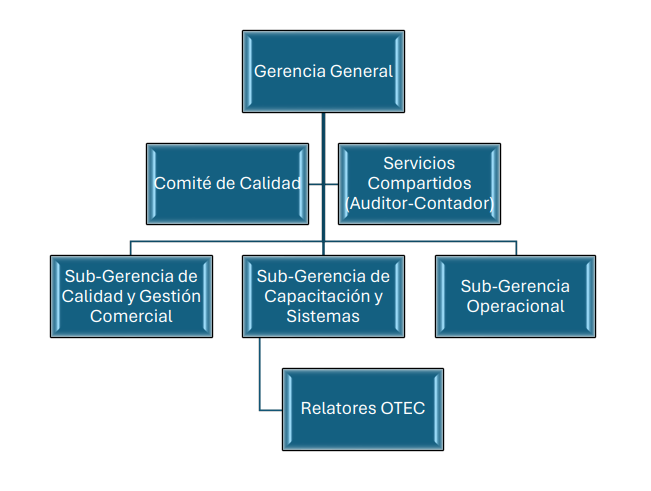 Gerencia General
Comité de Calidad
Servicios
Compartidos
(Auditor-Contador)
Sub-Gerencia de
Calidad y Gestión
Comercial
Sub-Gerencia de
Capacitación y
Sistemas
Sub-Gerencia
Operacional
Relatores OTEC